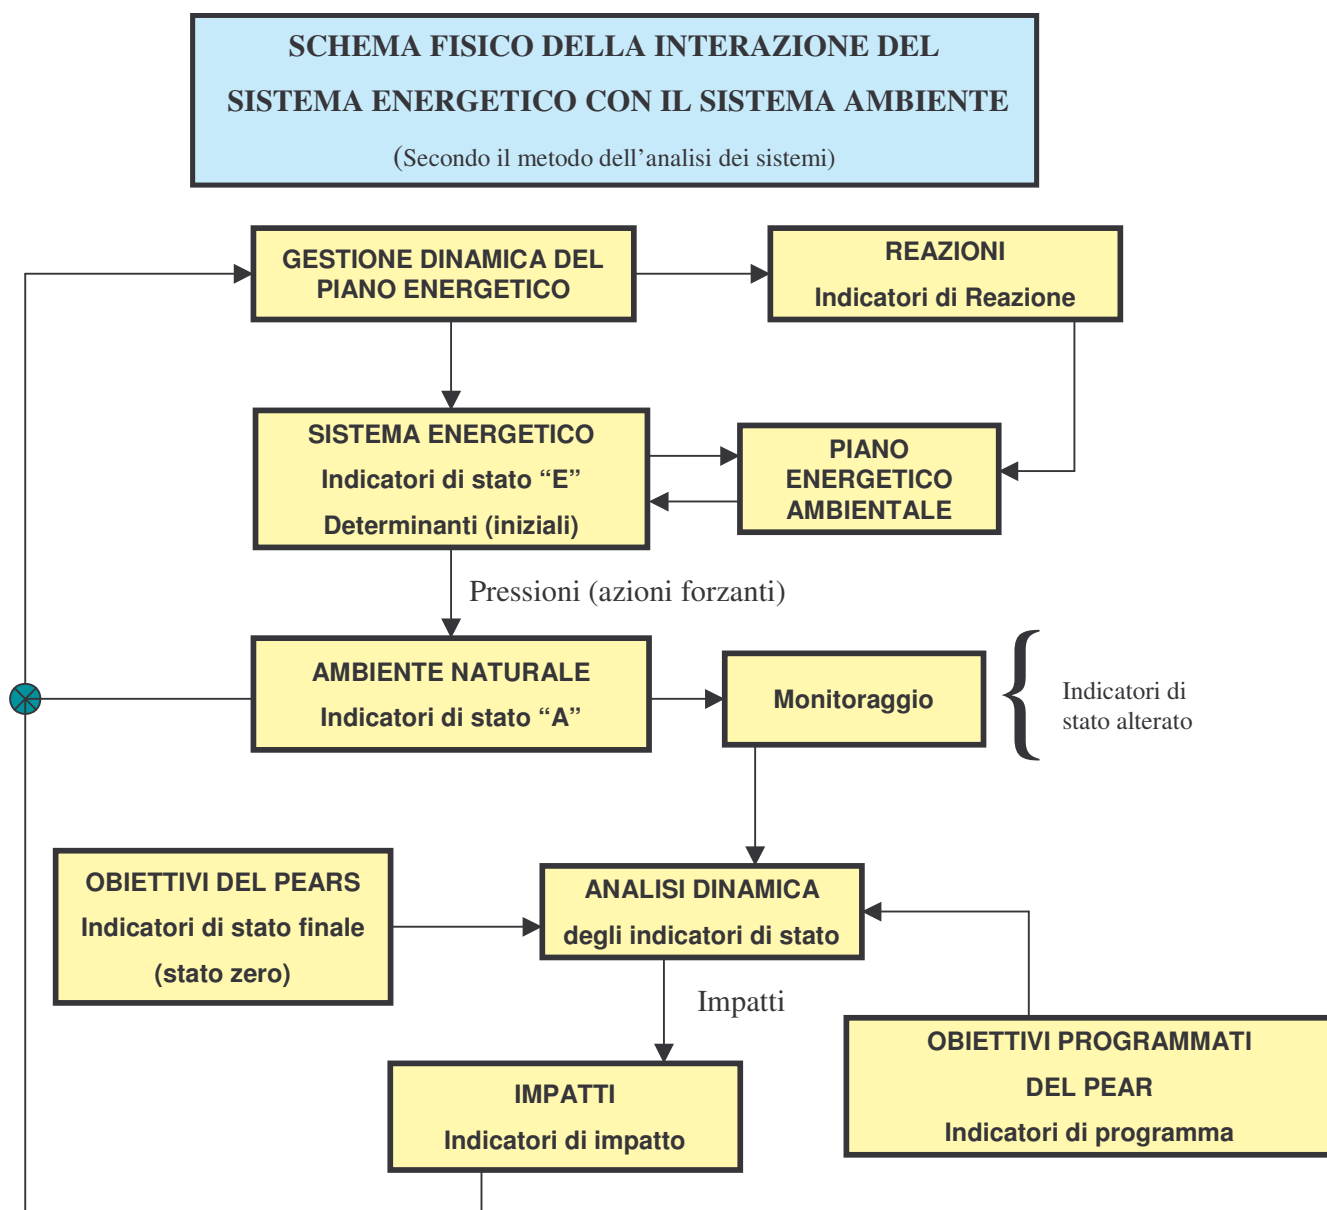 SCHEMA FISICO DELLA INTERAZIONE DEL
SISTEMA ENERGETICO CON IL SISTEMA AMBIENTE
(Secondo il metodo dell'analisi dei sistemi)
GESTIONE DINAMICA DEL
PIANO ENERGETICO
REAZIONI
Indicatori di Reazione
SISTEMA ENERGETICO
Indicatori di stato “E”
Determinanti (iniziali)
PIANO
ENERGETICO
AMBIENTALE
Pressioni (azioni forzanti)
AMBIENTE NATURALE
Indicatori di stato “A”
Monitoraggio
Indicatori di
stato alterato
OBIETTIVI DEL PEARS
Indicatori di stato finale
(stato zero)
ANALISI DINAMICA
degli indicatori di stato
Impatti
IMPATTI
Indicatori di impatto
OBIETTIVI PROGRAMMATI
DEL PEAR
Indicatori di programma